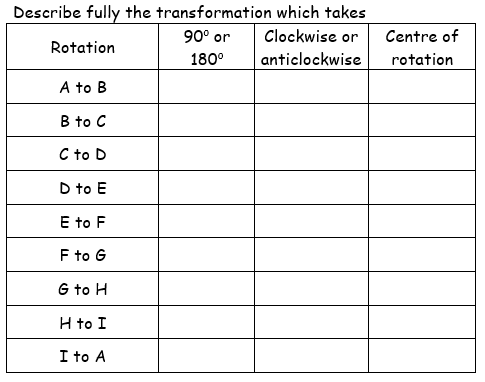 Describe fully the transformation which takes
Rotation 90° or 180° Clockwise or anticlockwise Centre of rotation
A to B
B to C
C to D
D to E
E to F
F to G
G to H
H to I
I to A